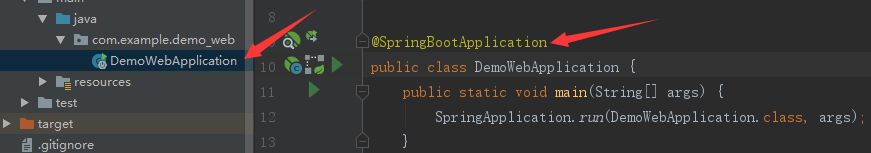 main
java
com.example.demo_web
DemoWebApplication
resources
test
target
.gitignore
8
@SpringBootApplication
10 public class DemoWebApplication {
11 public static void main(String[] args) {
12 SpringApplication.run(DemoWebApplication.class, args);
13 }